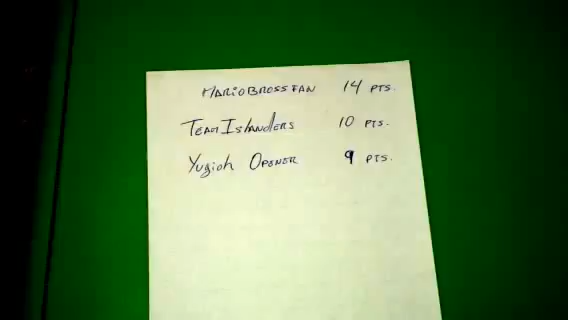 MARIOBROSSFAN 14 PTS.
TEAM ISLANDERS 10 PTS.
Yugioh OPENER 9 PTS.